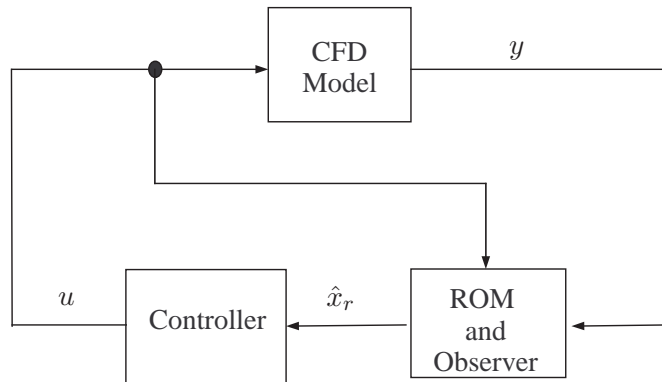 CFD
Model
y
u
Controller
x̂_r
ROM
and
Observer